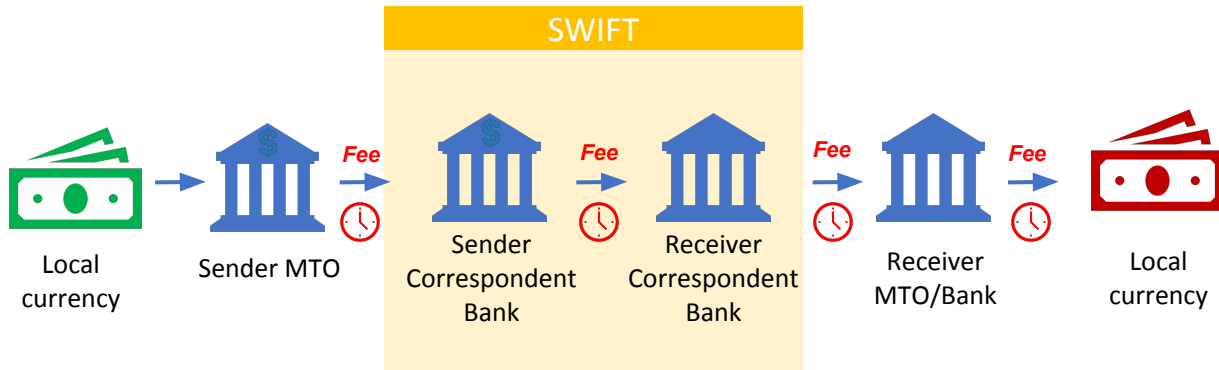 SWIFT
Fee
Fee
Fee
Fee
$
$
Local
currency
Sender MTO
Sender
Correspondent
Bank
Receiver
Correspondent
Bank
Receiver
MTO/Bank
Local
currency